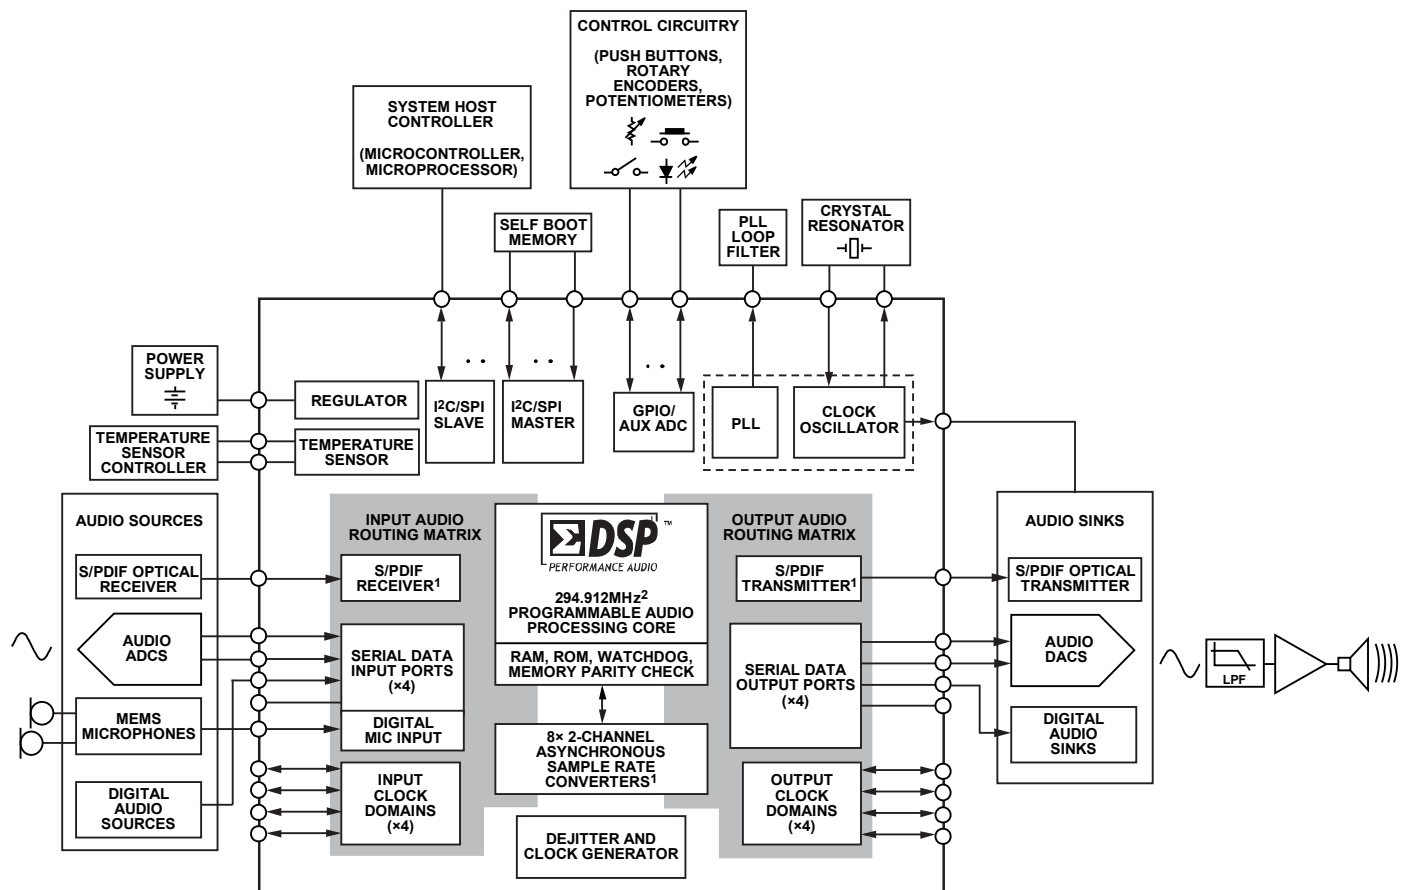 CONTROL CIRCUITRY
(PUSH BUTTONS,
ROTARY
ENCODERS,
POTENTIOMETERS)
SYSTEM HOST
CONTROLLER
(MICROCONTROLLER,
MICROPROCESSOR)
SELF BOOT
MEMORY
PLL
LOOP
FILTER
CRYSTAL
RESONATOR
POWER
SUPPLY
REGULATOR
TEMPERATURE
SENSOR
CONTROLLER
TEMPERATURE
SENSOR
I²C/SPI
SLAVE
I²C/SPI
MASTER
GPIO/
AUX ADC
PLL
CLOCK
OSCILLATOR
AUDIO SOURCES
S/PDIF OPTICAL
RECEIVER
AUDIO
ADCS
MEMS
MICROPHONES
DIGITAL
AUDIO
SOURCES
INPUT AUDIO
ROUTING MATRIX
S/PDIF
RECEIVER¹
SERIAL DATA
INPUT PORTS
(×4)
DIGITAL
MIC INPUT
INPUT
CLOCK
DOMAINS
(×4)
ΣDSP™
PERFORMANCE AUDIO
294.912MHz²
PROGRAMMABLE AUDIO
PROCESSING CORE
RAM, ROM, WATCHDOG,
MEMORY PARITY CHECK
8× 2-CHANNEL
ASYNCHRONOUS
SAMPLE RATE
CONVERTERS¹
DEJITTER AND
CLOCK GENERATOR
OUTPUT AUDIO
ROUTING MATRIX
S/PDIF
TRANSMITTER¹
SERIAL DATA
OUTPUT PORTS
(×4)
OUTPUT
CLOCK
DOMAINS
(×4)
AUDIO SINKS
S/PDIF OPTICAL
TRANSMITTER
AUDIO
DACS
DIGITAL
AUDIO
SINKS
LPF